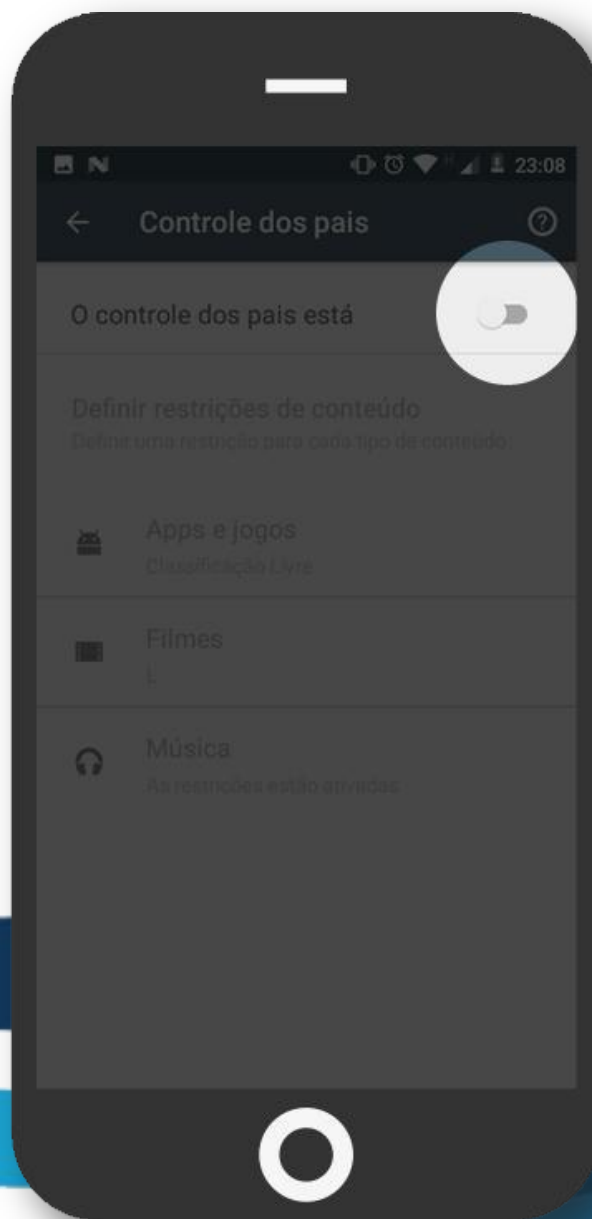 23:08
Controle dos pais
O controle dos pais está
Definir restrições de conteúdo
Define uma restrição para cada tipo de conteúdo
Apps e jogos
Classificação Livre
Filmes
L
Música
As restrições estão ativadas